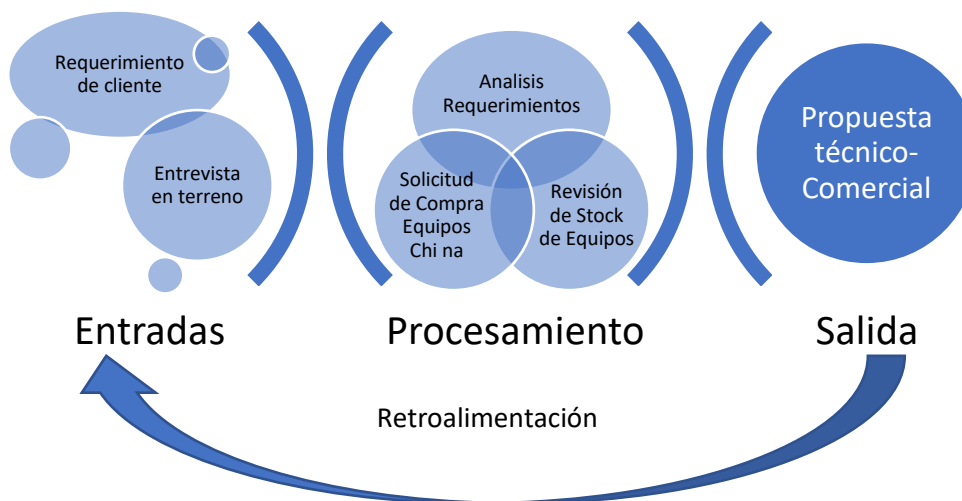 Requerimiento
de cliente
Entrevista
en terreno
Analisis
Requerimientos
Solicitud
de Compra
Equipos
Chi na
Revisión
de Stock
de Equipos
Propuesta
técnico-
Comercial
Entradas
Procesamiento
Salida
Retroalimentación